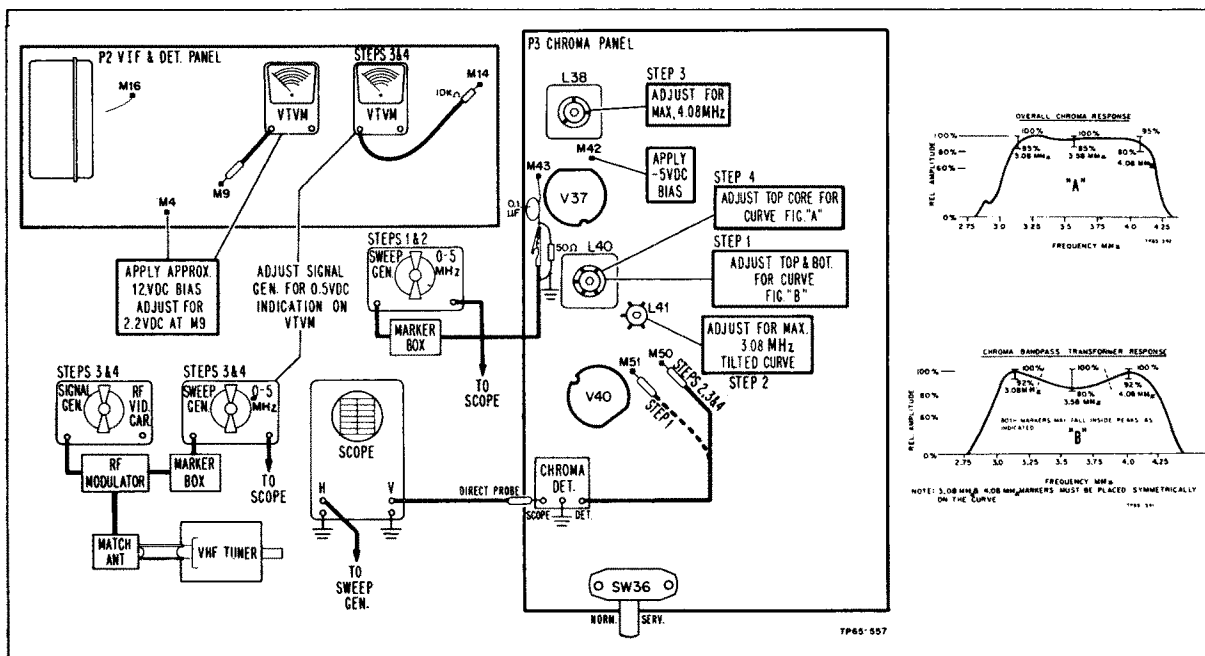 P2 VIF & DET. PANEL
M16
VTVM
M9
M4
STEPS 3&4
VTVM
10KΩ
M14
APPLY APPROX.
12VDC BIAS
ADJUST FOR
2.2VDC AT M9
ADJUST SIGNAL
GEN. FOR 0.5VDC
INDICATION ON
VTVM
STEPS 1&2
SWEEP
GEN.
0-5
MHz
MARKER
BOX
TO
SCOPE
STEPS 3&4
SIGNAL
GEN.
RF
VID.
CAR.
STEPS 3&4
SWEEP
GEN.
0-5
MHz
RF
MODULATOR
MARKER
BOX
TO
SCOPE
MATCH
ANT
VHF TUNER
SCOPE
H
V
TO
SWEEP
GEN.
DIRECT PROBE
P3 CHROMA PANEL
L38
STEP 3
ADJUST FOR
MAX, 4.08MHz
M43
M42
APPLY
-5VDC
BIAS
0.1
µF
V37
50Ω
L40
STEP 4
ADJUST TOP CORE FOR
CURVE FIG."A"
STEP 1
ADJUST TOP & BOT.
FOR CURVE
FIG."B"
L41
ADJUST FOR MAX.
3.08 MHz
TILTED CURVE
STEP 2
M51
M50
STEP 1
STEPS 2,3&4
V40
CHROMA
DET.
SCOPE
DET.
SW36
NORM.
SERV.
TP65-557
OVERALL CHROMA RESPONSE
REL. AMPLITUDE
100%
80%
60%
0%
100%
85%
3.08 MHz
100%
85%
3.58 MHz
95%
80%
4.08 MHz
"A"
2.75 3.0 3.25 3.5 3.75 4.0 4.25
FREQUENCY MHz
CHROMA BANDPASS TRANSFORMER RESPONSE
REL. AMPLITUDE
100%
80%
60%
0%
100%
92%
3.08MHz
100%
80%
3.58 MHz
100%
92%
4.08 MHz
BOTH MARKERS MAY FALL INSIDE PEAKS AS
INDICATED
"B"
2.75 3.0 3.25 3.5 3.75 4.0 4.25
FREQUENCY MHz
NOTE: 3.08 MHz & 4.08 MHz MARKERS MUST BE PLACED SYMMETRICALLY
ON THE CURVE